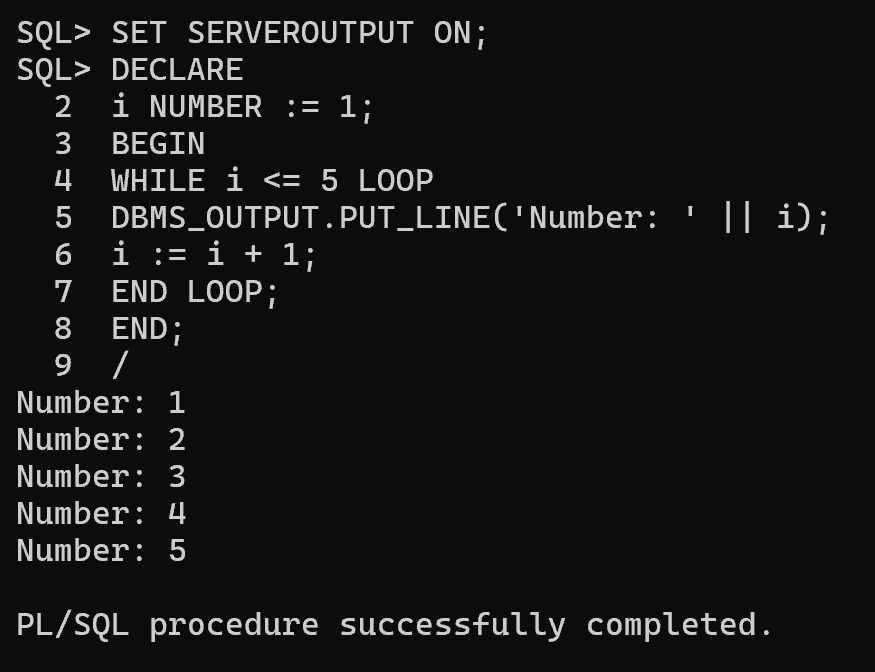 SQL> SET SERVEROUTPUT ON;
SQL> DECLARE
  2  i NUMBER := 1;
  3  BEGIN
  4  WHILE i <= 5 LOOP
  5  DBMS_OUTPUT.PUT_LINE('Number: ' || i);
  6  i := i + 1;
  7  END LOOP;
  8  END;
  9  /
Number: 1
Number: 2
Number: 3
Number: 4
Number: 5

PL/SQL procedure successfully completed.